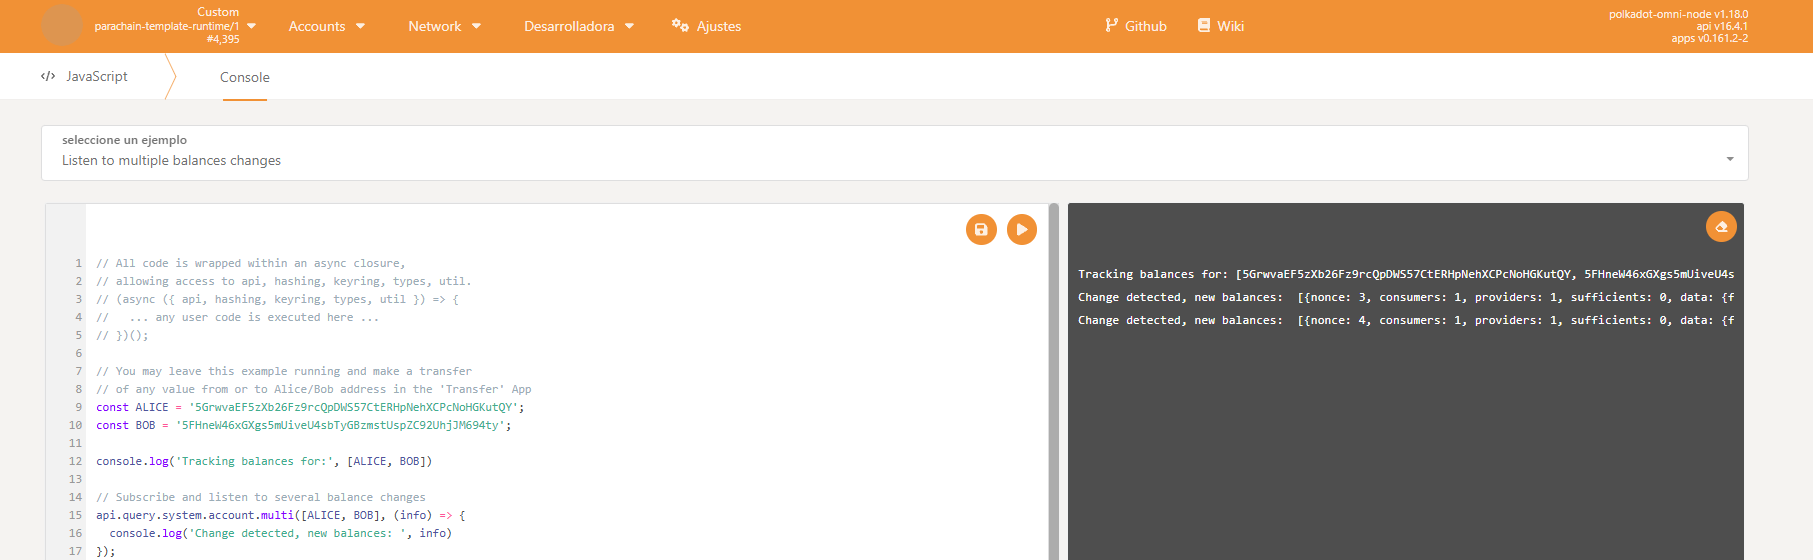 Custom
parachain-template-runtime/1
#4,395
Accounts
Network
Desarrolladora
Ajustes
Github
Wiki
polkadot-omni-node v1.18.0
api v16.4.1
apps v0.161.2-2
</> JavaScript
Console
seleccione un ejemplo
Listen to multiple balances changes
1 // All code is wrapped within an async closure,
2 // allowing access to api, hashing, keyring, types, util.
3 // (async ({ api, hashing, keyring, types, util }) => {
4 //   ... any user code is executed here ...
5 // })();
6
7 // You may leave this example running and make a transfer
8 // of any value from or to Alice/Bob address in the 'Transfer' App
9 const ALICE = '5GrwvaEF5zXb26Fz9rcQpDWS57CtERHpNehXCPcNoHGKutQY';
10 const BOB = '5FHneW46xGXgs5mUiveU4sbTyGBzmstUspZC92UhjJM694ty';
11
12 console.log('Tracking balances for:', [ALICE, BOB])
13
14 // Subscribe and listen to several balance changes
15 api.query.system.account.multi([ALICE, BOB], (info) => {
16   console.log('Change detected, new balances: ', info)
17 });
Tracking balances for: [5GrwvaEF5zXb26Fz9rcQpDWS57CtERHpNehXCPcNoHGKutQY, 5FHneW46xGXgs5mUiveU4s
Change detected, new balances:  [{nonce: 3, consumers: 1, providers: 1, sufficients: 0, data: {f
Change detected, new balances:  [{nonce: 4, consumers: 1, providers: 1, sufficients: 0, data: {f